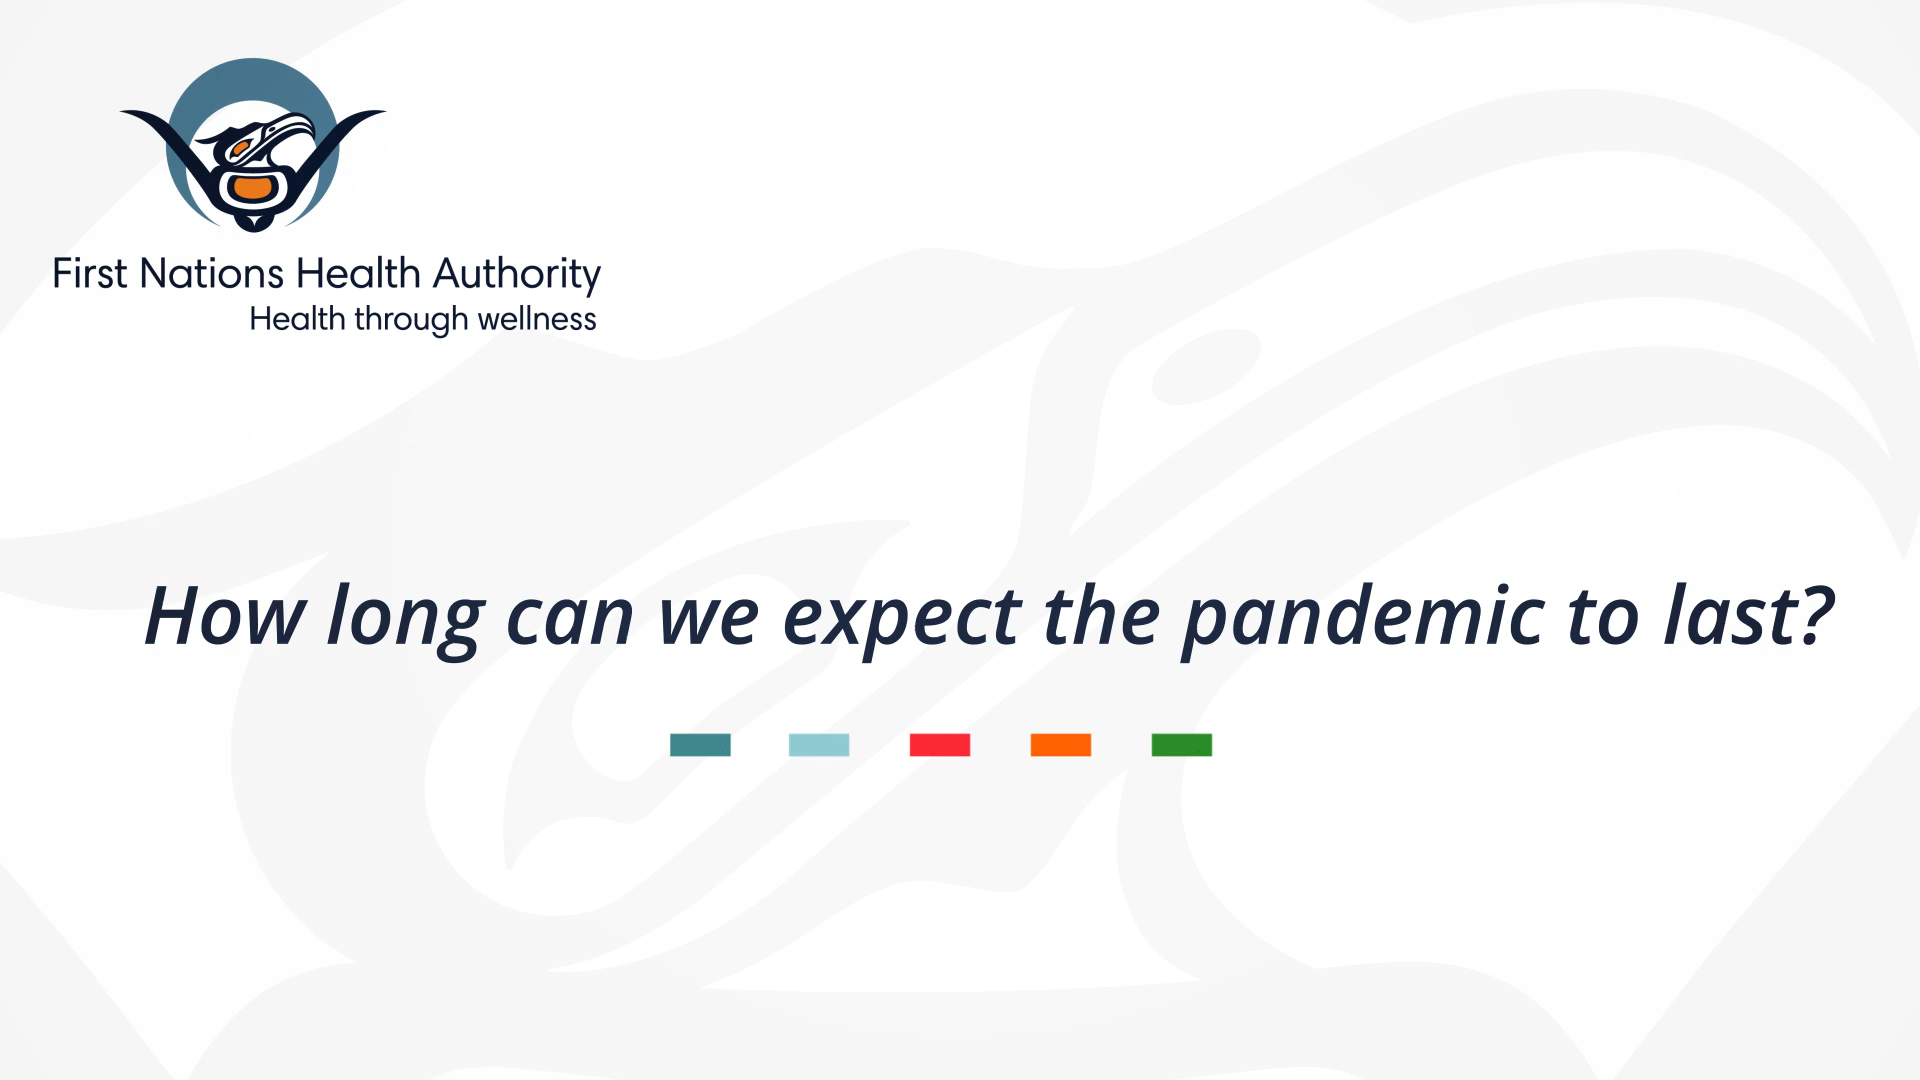 First Nations Health Authority
Health through wellness
How long can we expect the pandemic to last?